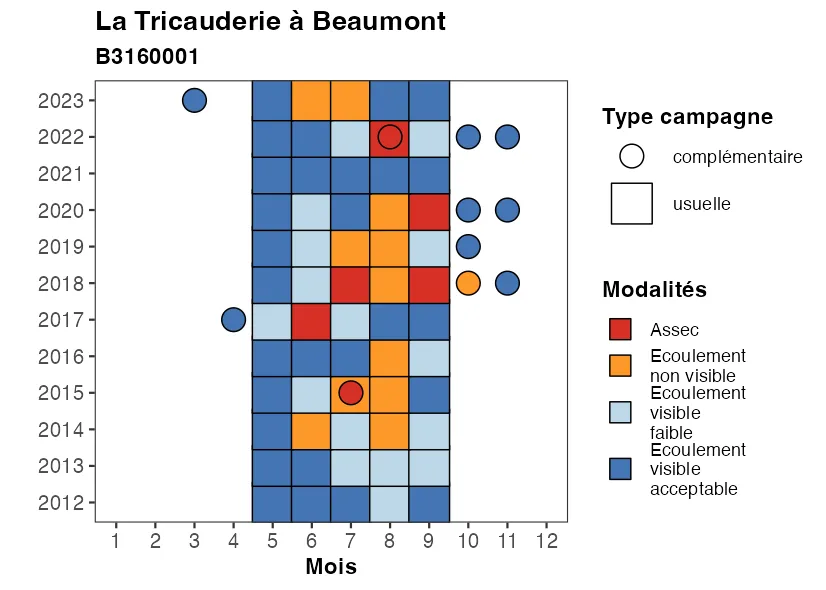 La Tricauderie à Beaumont
B3160001
2023
2022
2021
2020
2019
2018
2017
2016
2015
2014
2013
2012
1 2 3 4 5 6 7 8 9 10 11 12
Mois
Type campagne
complémentaire
usuelle
Modalités
Assec
Ecoulement
non visible
Ecoulement
visible
faible
Ecoulement
visible
acceptable